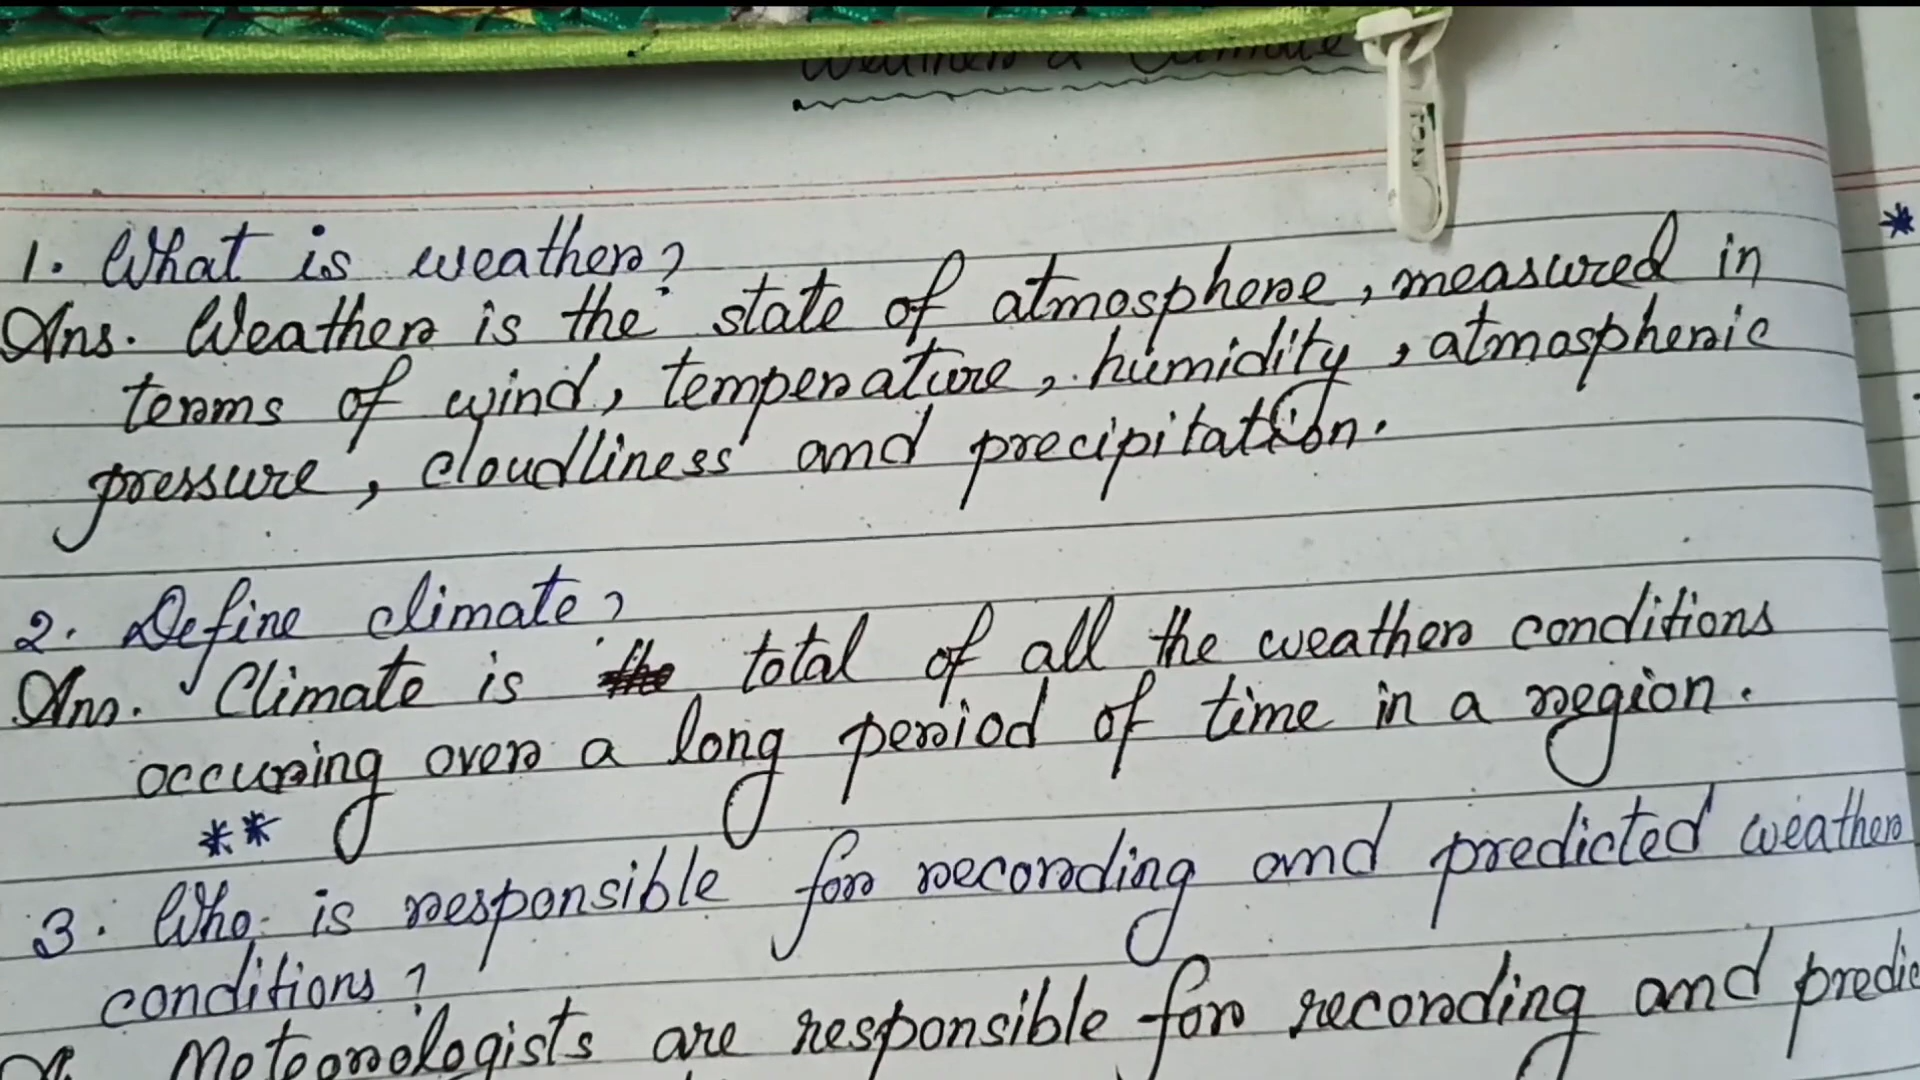 Weather & Climate
1. What is weather?
Ans. Weather is the state of atmosphere, measured in
terms of wind, temperature, humidity, atmospheric
pressure, cloudliness and precipitation.
2. Define climate?
Ans. Climate is the total of all the weather conditions
occuring over a long period of time in a region.
**
3. Who is responsible for recording and predicted weather
conditions?
Meteorologists are responsible for recording and predic
*